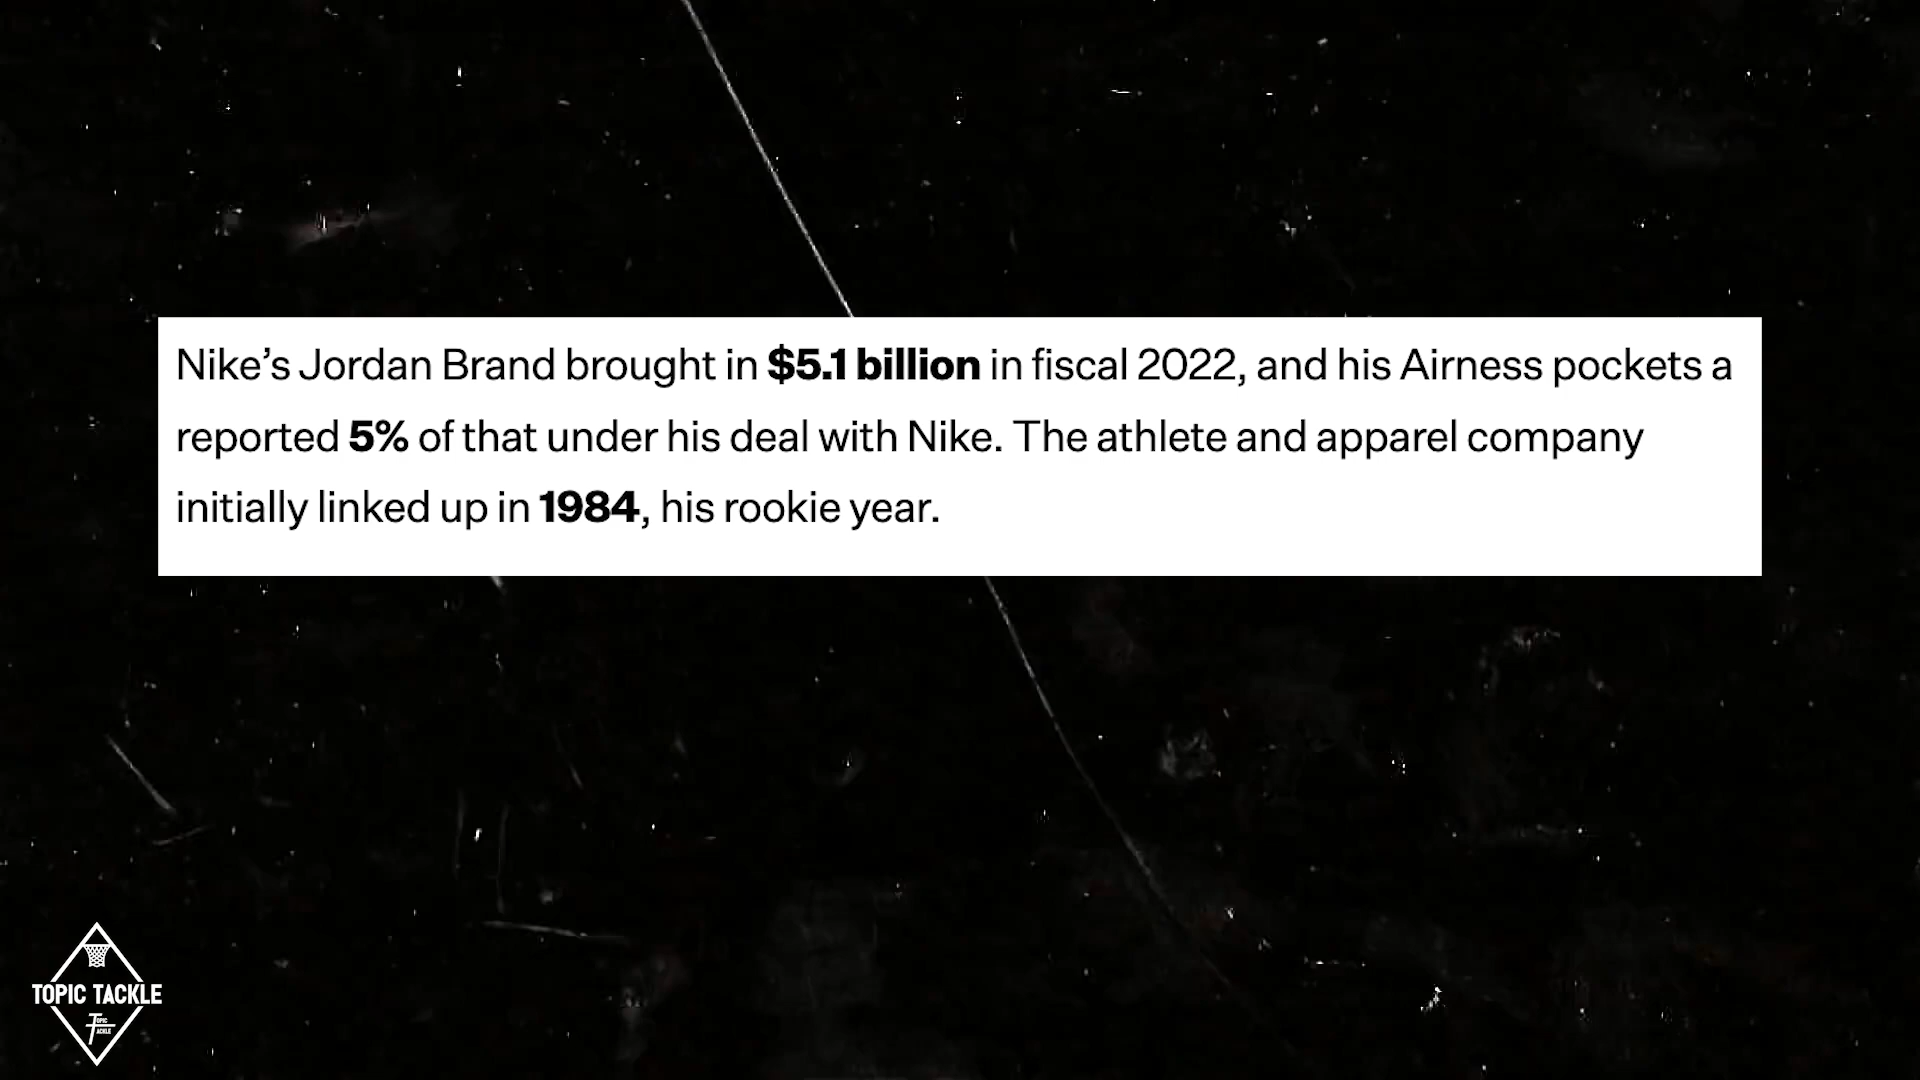 Nike’s Jordan Brand brought in $5.1 billion in fiscal 2022, and his Airness pockets a
reported 5% of that under his deal with Nike. The athlete and apparel company
initially linked up in 1984, his rookie year.
TOPIC TACKLE
TOPIC
TACKLE